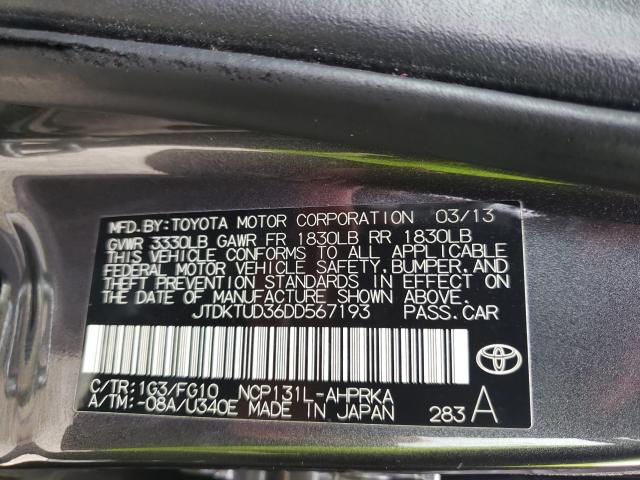 MFD.BY:TOYOTA MOTOR CORPORATION 03/13
GVWR 3330LB GAWR FR 1830LB RR 1830LB
THIS VEHICLE CONFORMS TO ALL APPLICABLE
FEDERAL MOTOR VEHICLE SAFETY,BUMPER,AND
THEFT PREVENTION STANDARDS IN EFFECT ON
THE DATE OF MANUFACTURE SHOWN ABOVE.
JTDKTUD36DD567193 PASS.CAR
C/TR:1G3/FG10 NCP131L-AHPRKA
A/TM:-08A/U340E MADE IN JAPAN 283 A